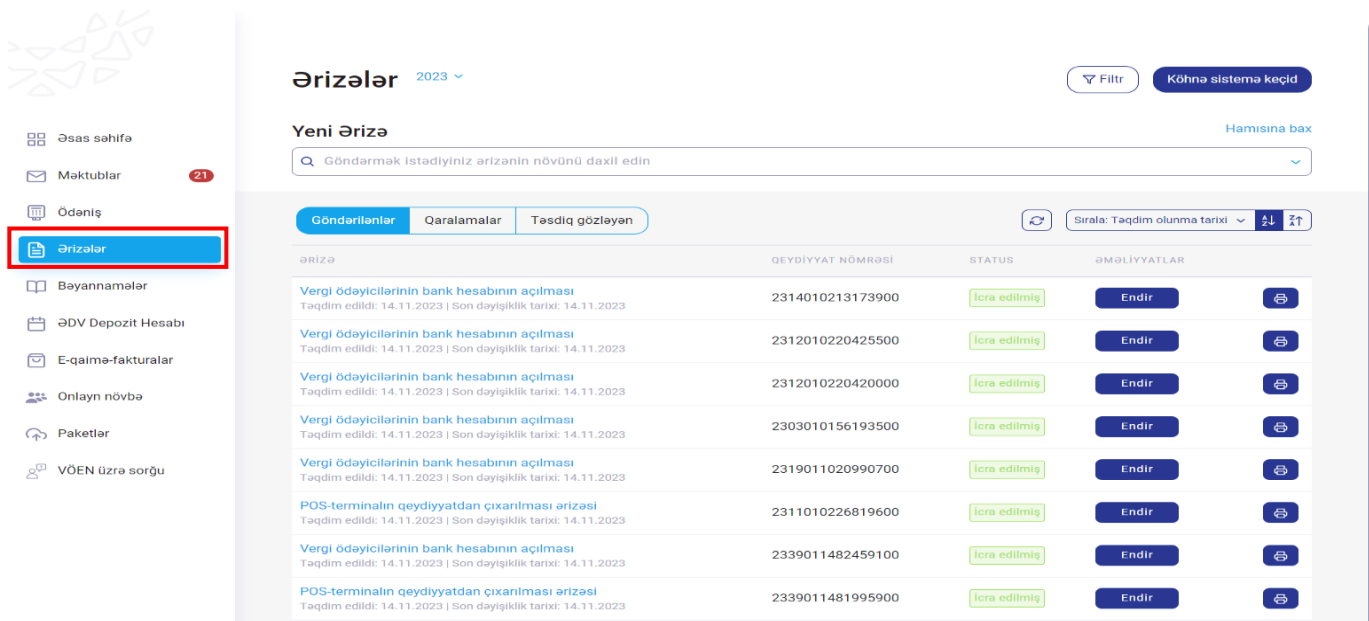 Ərizələr 2023
Filtr
Köhnə sistemə keçid
Yeni Ərizə
Hamısına bax
Göndərmək istədiyiniz ərizənin növünü daxil edin
Əsas səhifə
Məktublar 21
Ödəniş
Ərizələr
Bəyannamələr
ƏDV Depozit Hesabı
E-qaimə-fakturalar
Onlayn növbə
Paketlər
VÖEN üzrə sorğu
Göndərilənlər Qaralamalar Təsdiq gözləyən
Sırala: Təqdim olunma tarixi
ƏRİZƏ QEYDİYYAT NÖMRƏSİ STATUS ƏMƏLİYYATLAR
Vergi ödəyicilərinin bank hesabının açılması 2314010213173900 İcra edilmiş Endir
Təqdim edildi: 14.11.2023 | Son dəyişiklik tarixi: 14.11.2023
Vergi ödəyicilərinin bank hesabının açılması 2312010220425500 İcra edilmiş Endir
Təqdim edildi: 14.11.2023 | Son dəyişiklik tarixi: 14.11.2023
Vergi ödəyicilərinin bank hesabının açılması 2312010220420000 İcra edilmiş Endir
Təqdim edildi: 14.11.2023 | Son dəyişiklik tarixi: 14.11.2023
Vergi ödəyicilərinin bank hesabının açılması 2303010156193500 İcra edilmiş Endir
Təqdim edildi: 14.11.2023 | Son dəyişiklik tarixi: 14.11.2023
Vergi ödəyicilərinin bank hesabının açılması 2319011020990700 İcra edilmiş Endir
Təqdim edildi: 14.11.2023 | Son dəyişiklik tarixi: 14.11.2023
POS-terminalın qeydiyyatdan çıxarılması ərizəsi 2311010226819600 İcra edilmiş Endir
Təqdim edildi: 14.11.2023 | Son dəyişiklik tarixi: 14.11.2023
Vergi ödəyicilərinin bank hesabının açılması 2339011482459100 İcra edilmiş Endir
Təqdim edildi: 14.11.2023 | Son dəyişiklik tarixi: 14.11.2023
POS-terminalın qeydiyyatdan çıxarılması ərizəsi 2339011481995900 İcra edilmiş Endir
Təqdim edildi: 14.11.2023 | Son dəyişiklik tarixi: 14.11.2023